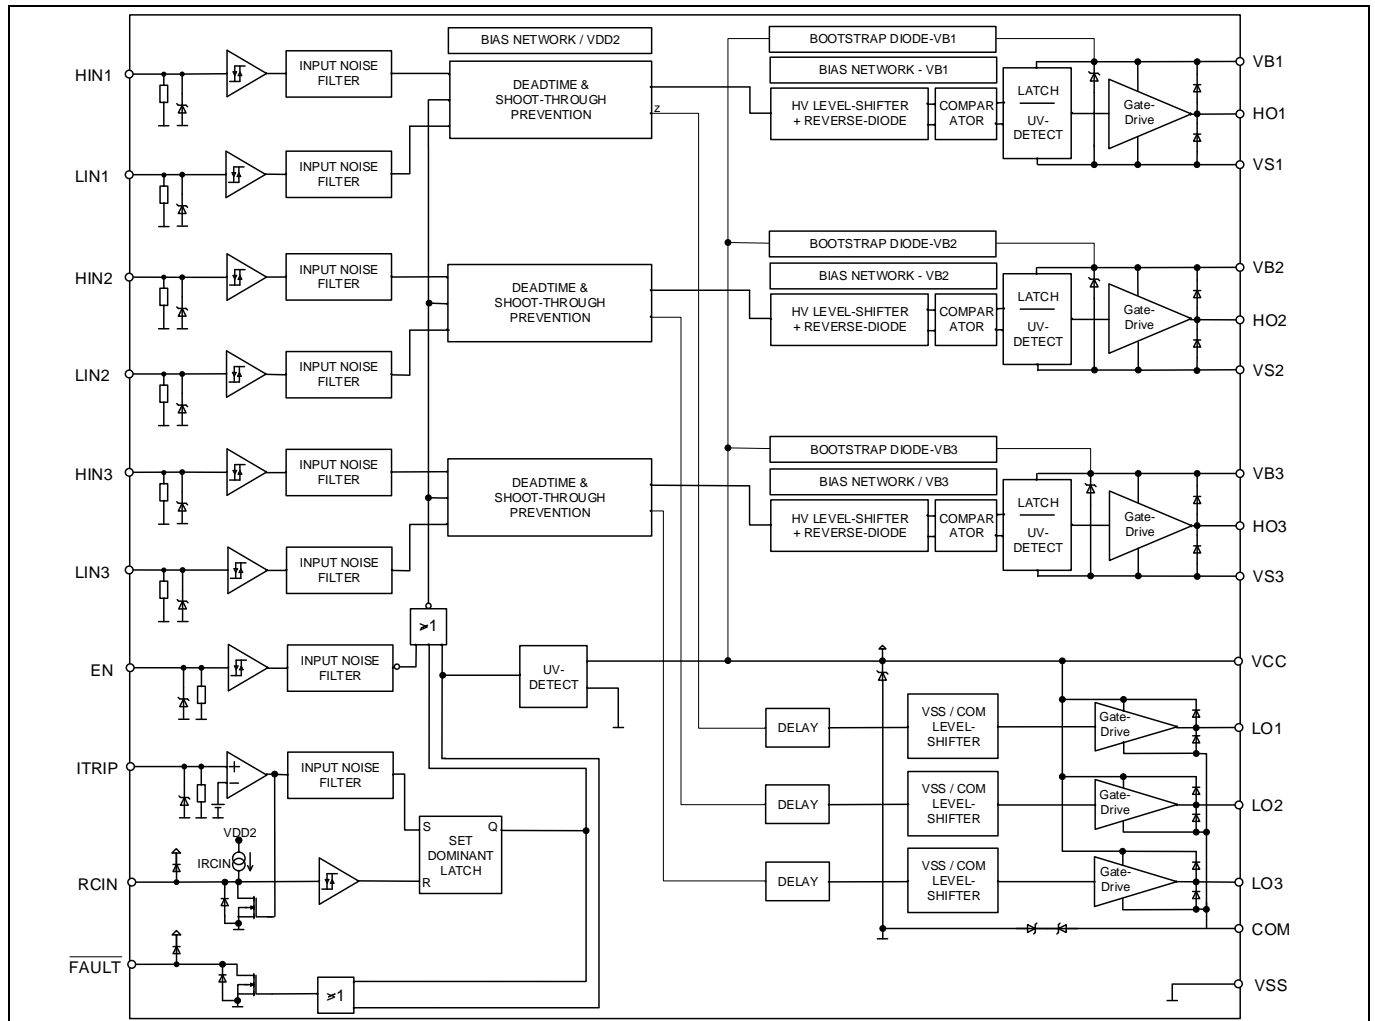 BIAS NETWORK / VDD2
BOOTSTRAP DIODE-VB1
HIN1
INPUT NOISE
FILTER
DEADTIME &
SHOOT-THROUGH
PREVENTION
Z
BIAS NETWORK - VB1
HV LEVEL-SHIFTER
+ REVERSE-DIODE
COMPAR
ATOR
LATCH
UV-
DETECT
Gate-
Drive
VB1
HO1
VS1
LIN1
INPUT NOISE
FILTER
BOOTSTRAP DIODE-VB2
HIN2
INPUT NOISE
FILTER
DEADTIME &
SHOOT-THROUGH
PREVENTION
BIAS NETWORK - VB2
HV LEVEL-SHIFTER
+ REVERSE-DIODE
COMPAR
ATOR
LATCH
UV-
DETECT
Gate-
Drive
VB2
HO2
VS2
LIN2
INPUT NOISE
FILTER
BOOTSTRAP DIODE-VB3
HIN3
INPUT NOISE
FILTER
DEADTIME &
SHOOT-THROUGH
PREVENTION
BIAS NETWORK / VB3
HV LEVEL-SHIFTER
+ REVERSE-DIODE
COMPAR
ATOR
LATCH
UV-
DETECT
Gate-
Drive
VB3
HO3
VS3
LIN3
INPUT NOISE
FILTER
≥1
EN
INPUT NOISE
FILTER
UV-
DETECT
VCC
DELAY
VSS / COM
LEVEL-
SHIFTER
Gate-
Drive
LO1
ITRIP
+
−
INPUT NOISE
FILTER
DELAY
VSS / COM
LEVEL-
SHIFTER
Gate-
Drive
LO2
VDD2
IRCIN
S
Q
SET
DOMINANT
LATCH
R
RCIN
DELAY
VSS / COM
LEVEL-
SHIFTER
Gate-
Drive
LO3
COM
FAULT
≥1
VSS